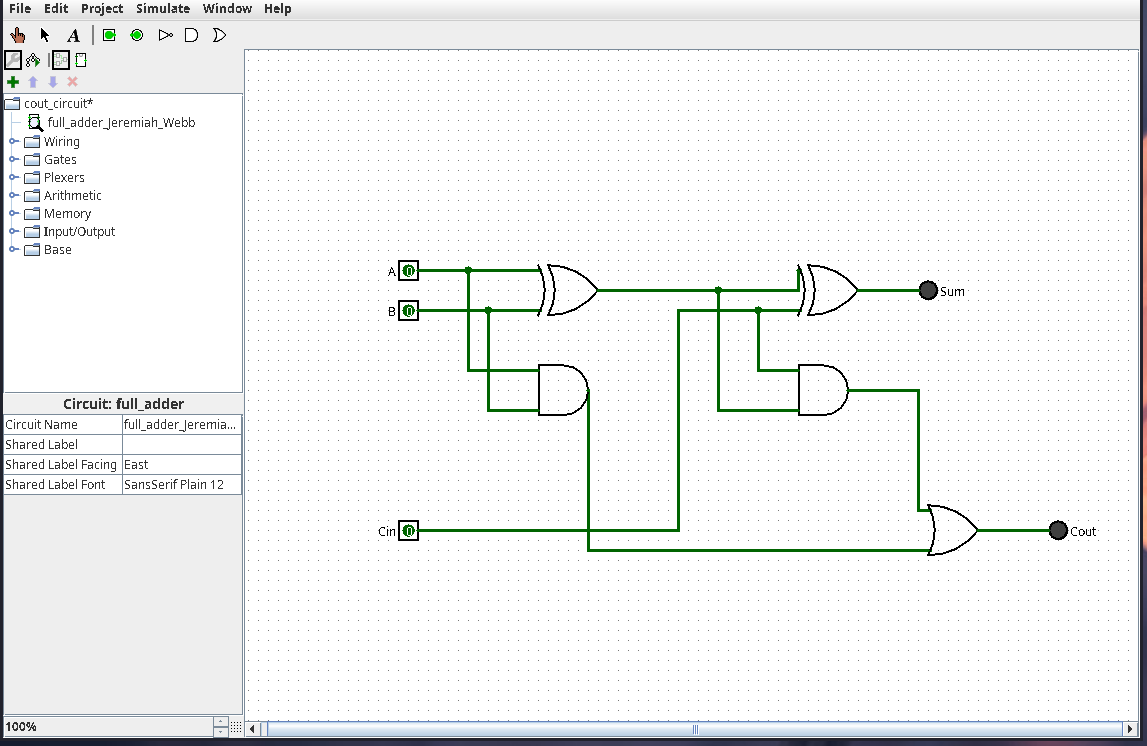 File Edit Project Simulate Window Help
A
cout_circuit*
full_adder_Jeremiah_Webb
Wiring
Gates
Plexers
Arithmetic
Memory
Input/Output
Base
Circuit: full_adder
Circuit Name full_adder_Jeremia...
Shared Label
Shared Label Facing East
Shared Label Font SansSerif Plain 12
100%
A 0
B 0
Sum
Cin 0
Cout